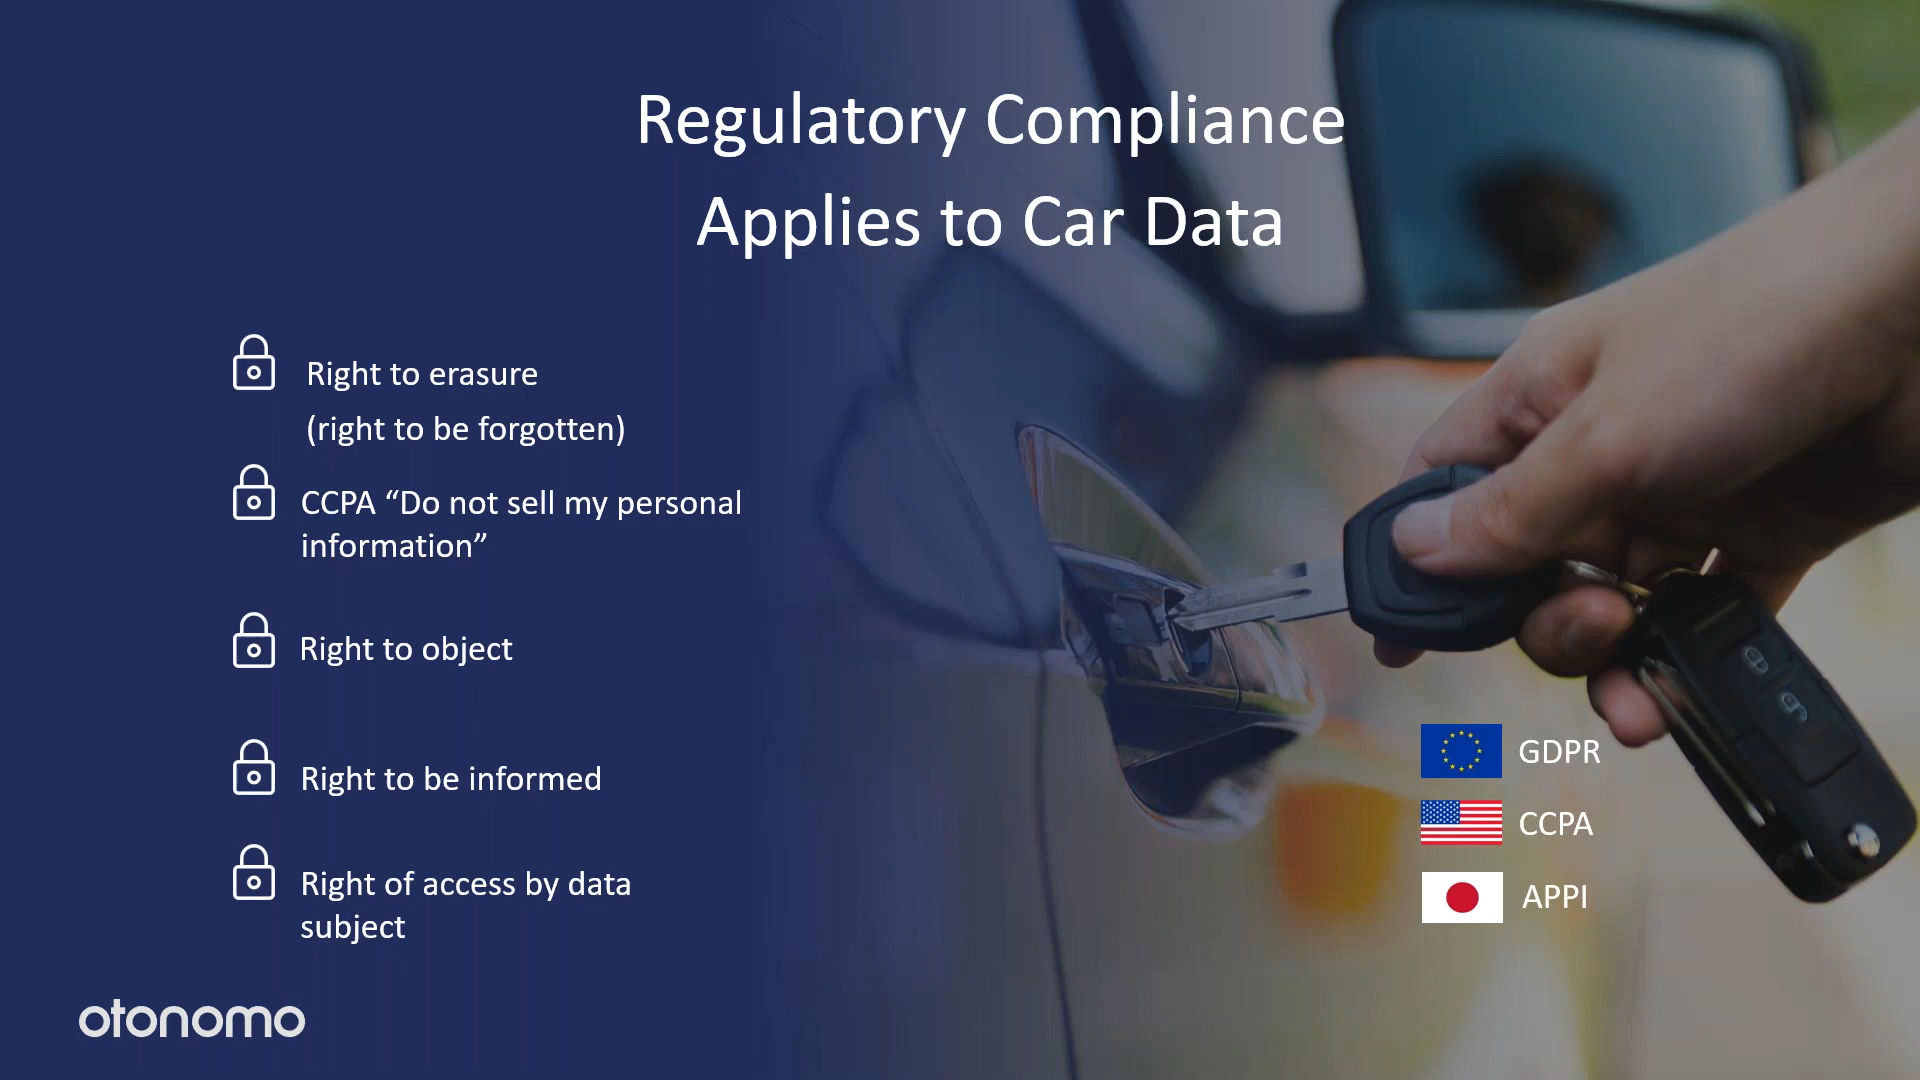 Regulatory Compliance
Applies to Car Data
Right to erasure
(right to be forgotten)
CCPA “Do not sell my personal
information”
Right to object
Right to be informed
Right of access by data
subject
GDPR
CCPA
APPI
otonomo